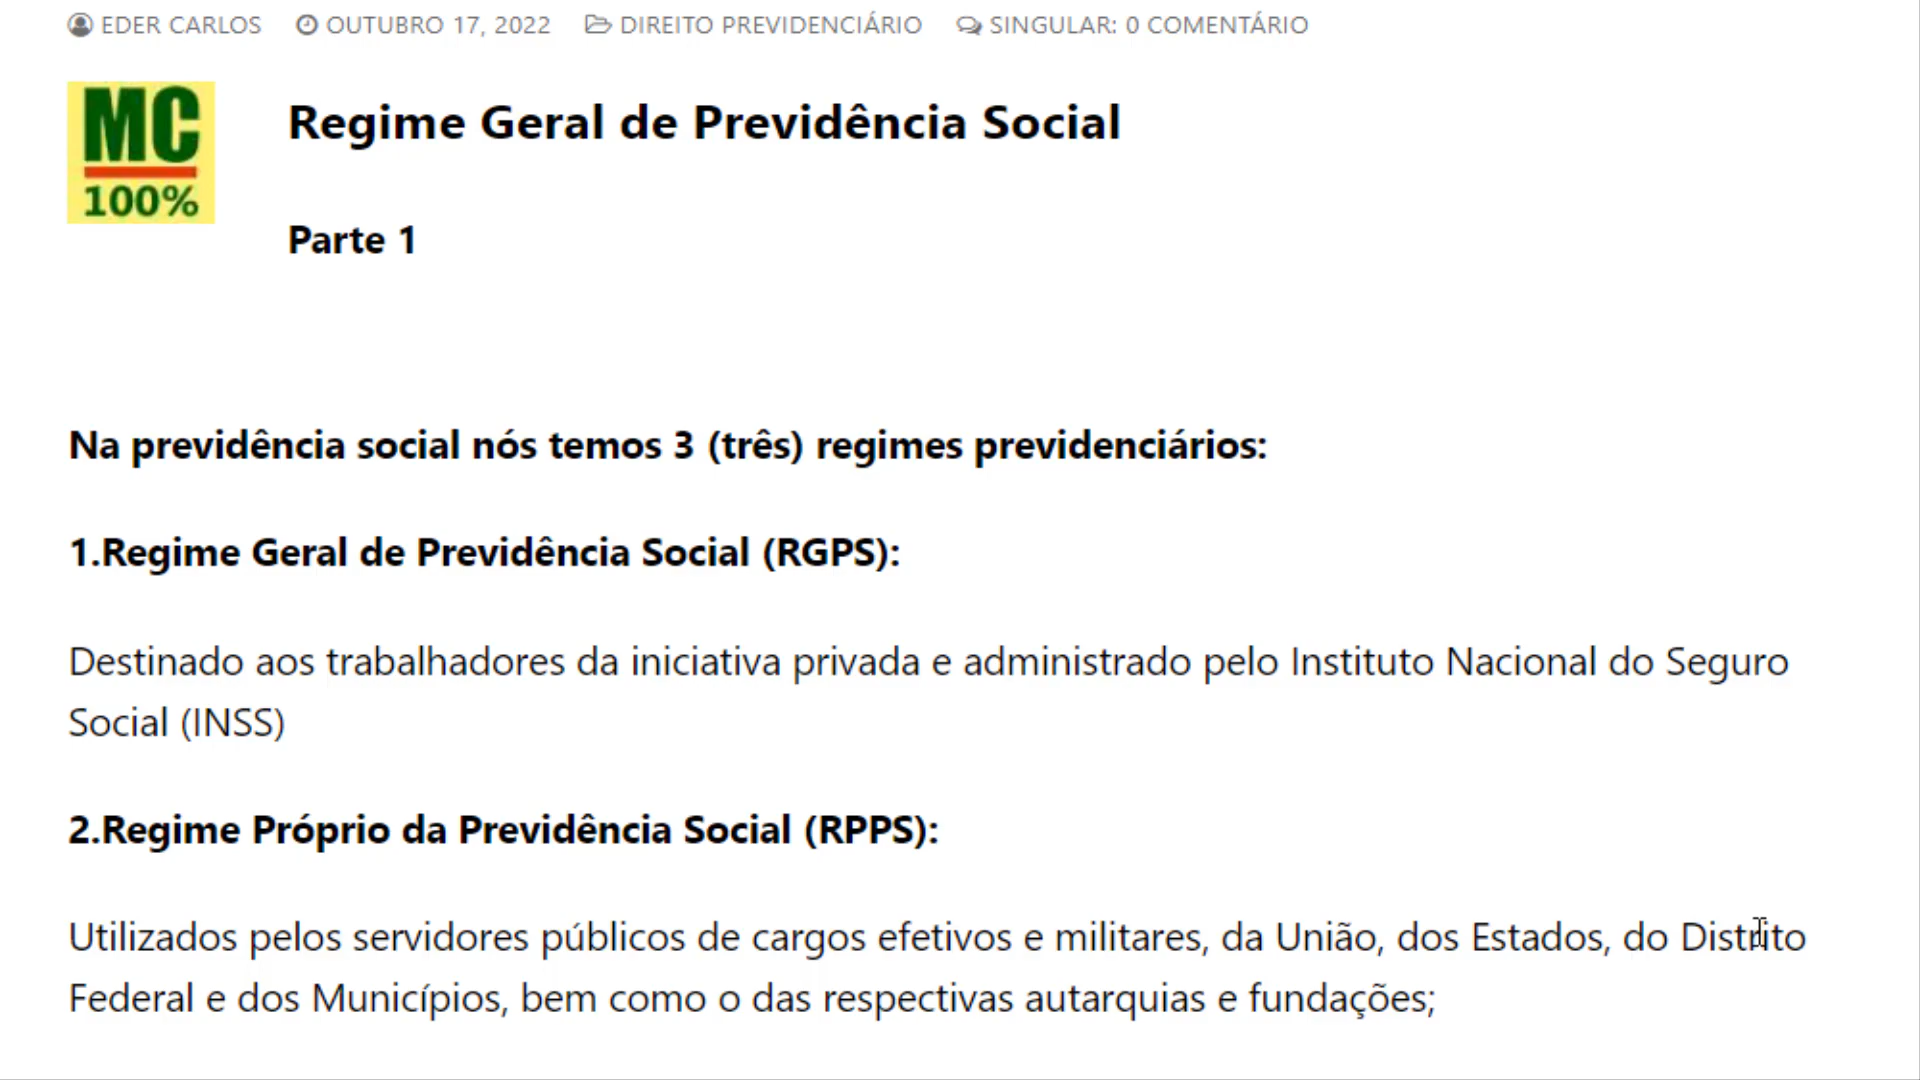 EDER CARLOS OUTUBRO 17, 2022 DIREITO PREVIDENCIÁRIO SINGULAR: 0 COMENTÁRIO
MC
100%
Regime Geral de Previdência Social
Parte 1
Na previdência social nós temos 3 (três) regimes previdenciários:
1.Regime Geral de Previdência Social (RGPS):
Destinado aos trabalhadores da iniciativa privada e administrado pelo Instituto Nacional do Seguro
Social (INSS)
2.Regime Próprio da Previdência Social (RPPS):
Utilizados pelos servidores públicos de cargos efetivos e militares, da União, dos Estados, do Distrito
Federal e dos Municípios, bem como o das respectivas autarquias e fundações;